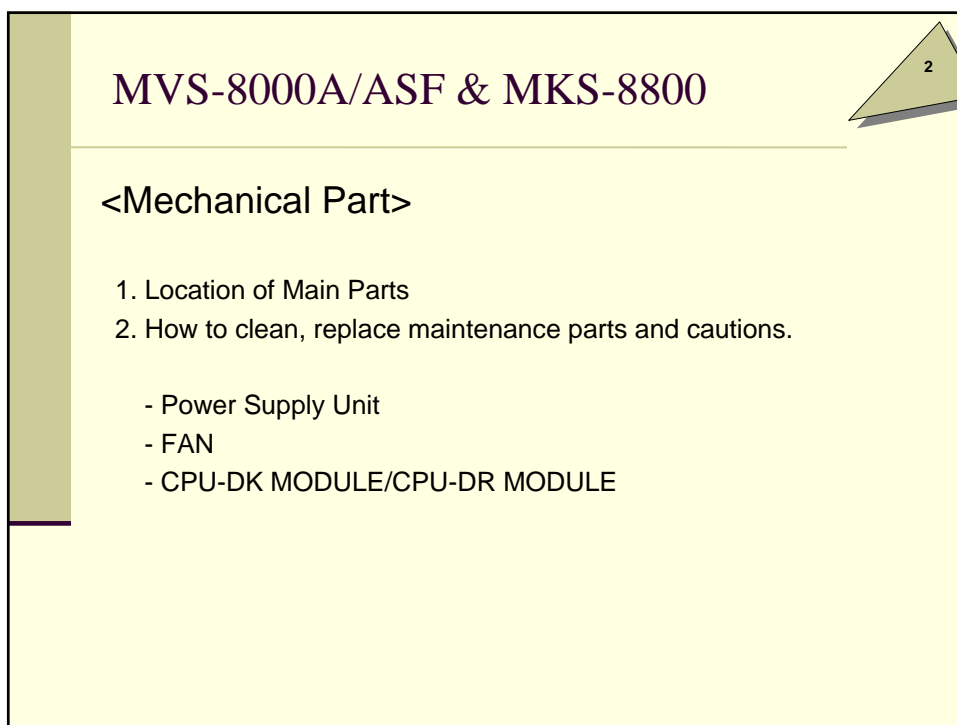 2
MVS-8000A/ASF & MKS-8800
<Mechanical Part>
1. Location of Main Parts
2. How to clean, replace maintenance parts and cautions.
- Power Supply Unit
- FAN
- CPU-DK MODULE/CPU-DR MODULE